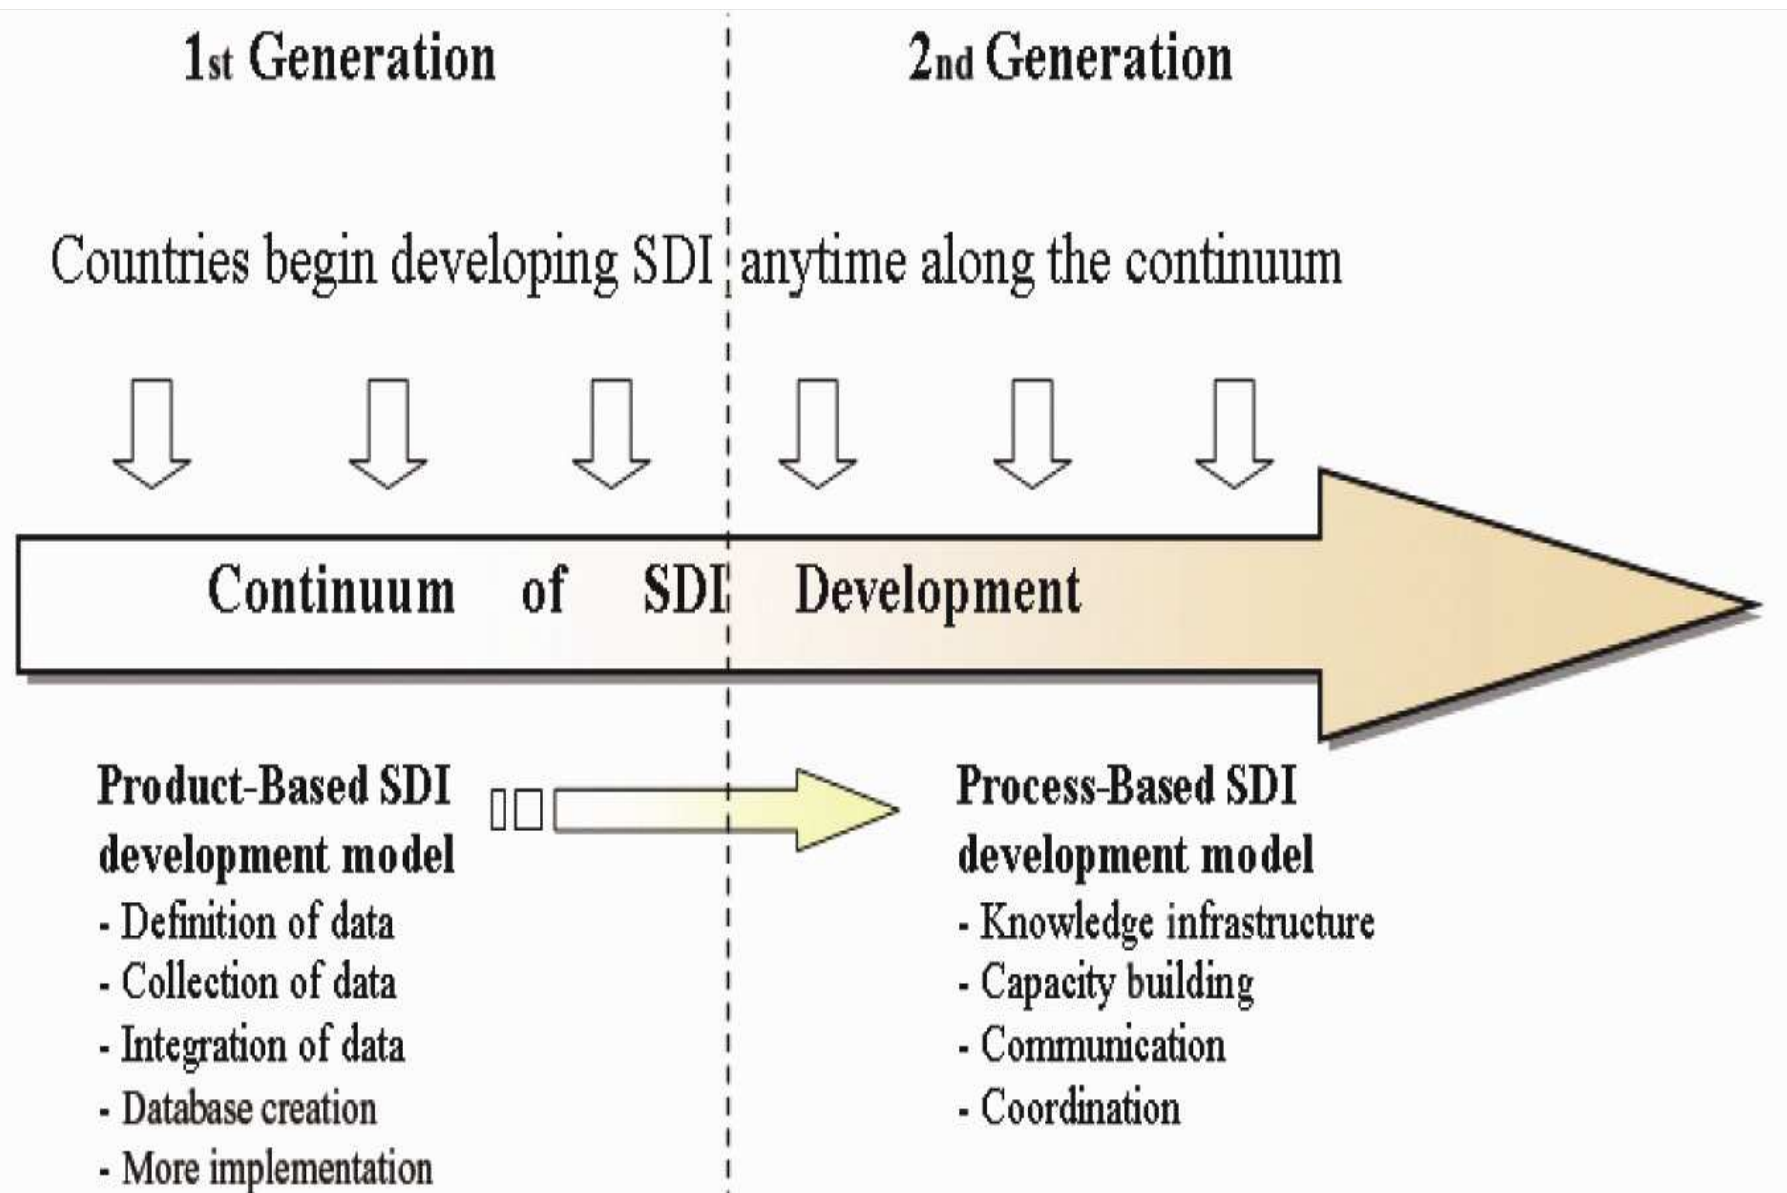 1st Generation
2nd Generation
Countries begin developing SDI anytime along the continuum
Continuum of SDI Development
Product-Based SDI
development model
- Definition of data
- Collection of data
- Integration of data
- Database creation
- More implementation
Process-Based SDI
development model
- Knowledge infrastructure
- Capacity building
- Communication
- Coordination